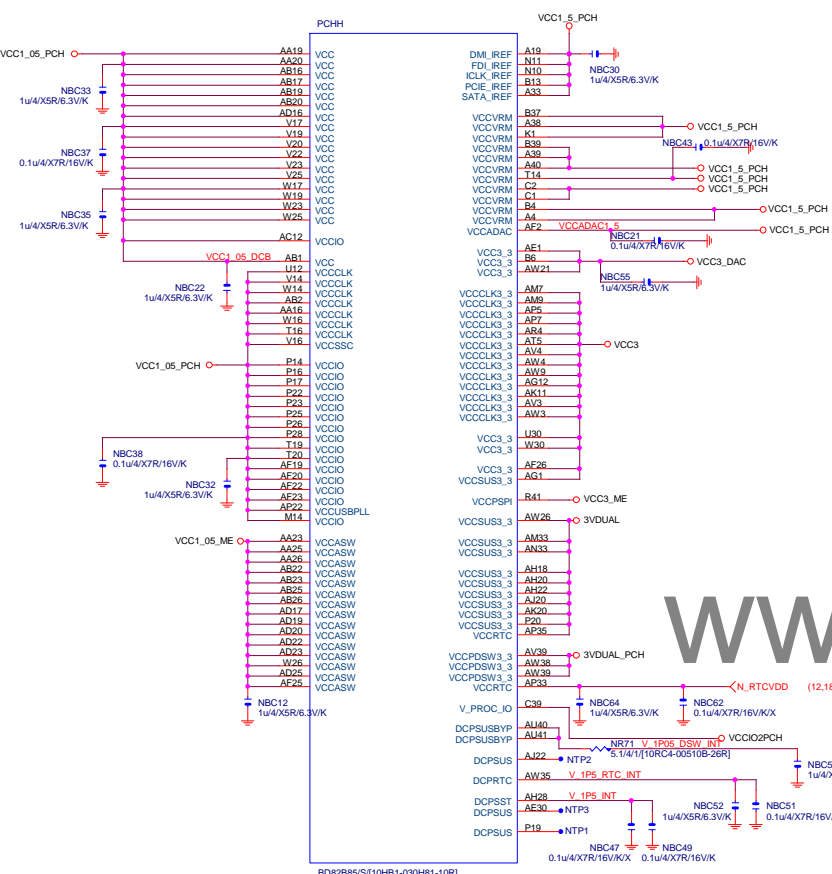 PCHH
VCC1_5_PCH
VCC1_05_PCH
AA19 VCC
AA20 VCC
AB16 VCC
AB17 VCC
AB19 VCC
AB20 VCC
AD16 VCC
V17 VCC
V19 VCC
V20 VCC
V22 VCC
V23 VCC
V25 VCC
W17 VCC
W19 VCC
W23 VCC
W25 VCC
AC12 VCCIO
NBC33
1u/4/X5R/6.3V/K
NBC37
0.1u/4/X7R/16V/K
NBC35
1u/4/X5R/6.3V/K
VCC1_05_DCB
AB1 VCC
U12 VCCCLK
V14 VCCCLK
W14 VCCCLK
AB2 VCCCLK
AA16 VCCCLK
W16 VCCCLK
T16 VCCCLK
V16 VCCSSC
NBC22
1u/4/X5R/6.3V/K
VCC1_05_PCH
P14 VCCIO
P16 VCCIO
P17 VCCIO
P22 VCCIO
P23 VCCIO
P25 VCCIO
P26 VCCIO
P28 VCCIO
T19 VCCIO
T20 VCCIO
AF19 VCCIO
AF20 VCCIO
AF22 VCCIO
AF23 VCCIO
AP22 VCCUSBPLL
M14 VCCIO
NBC38
0.1u/4/X7R/16V/K
NBC32
1u/4/X5R/6.3V/K
VCC1_05_ME
AA23 VCCASW
AA25 VCCASW
AA26 VCCASW
AB22 VCCASW
AB23 VCCASW
AB25 VCCASW
AB26 VCCASW
AD17 VCCASW
AD19 VCCASW
AD20 VCCASW
AD22 VCCASW
AD23 VCCASW
W26 VCCASW
AD25 VCCASW
AF25 VCCASW
NBC12
1u/4/X5R/6.3V/K
DMI_IREF A19
FDI_IREF N11
ICLK_IREF N10
PCIE_IREF B13
SATA_IREF A33
NBC30
1u/4/X5R/6.3V/K
VCCVRM B37
VCCVRM A38
VCCVRM K1
VCCVRM B39
VCCVRM A39
VCCVRM A40
VCCVRM T14
VCCVRM C2
VCCVRM C1
VCCVRM B4
VCCVRM A4
VCCADAC AF2 VCCADAC1_5
VCC1_5_PCH
NBC43 0.1u/4/X7R/16V/K
VCC1_5_PCH
VCC1_5_PCH
VCC1_5_PCH
VCC1_5_PCH
VCC1_5_PCH
NBC21
0.1u/4/X7R/16V/K
VCC3_3 AE1
VCC3_3 B6
VCC3_3 AW21
VCC3_DAC
NBC55
1u/4/X5R/6.3V/K
VCCCLK3_3 AM7
VCCCLK3_3 AM9
VCCCLK3_3 AP5
VCCCLK3_3 AP7
VCCCLK3_3 AR4
VCCCLK3_3 AT5
VCCCLK3_3 AV4
VCCCLK3_3 AW4
VCCCLK3_3 AW9
VCCCLK3_3 AG12
VCCCLK3_3 AK11
VCCCLK3_3 AV3
VCCCLK3_3 AW3
VCC3
VCC3_3 U30
VCC3_3 W30
VCC3_3 AF26
VCCSUS3_3 AG1
VCCPSPI R41 VCC3_ME
VCCSUS3_3 AW26 3VDUAL
VCCSUS3_3 AM33
VCCSUS3_3 AN33
VCCSUS3_3 AH18
VCCSUS3_3 AH20
VCCSUS3_3 AH22
VCCSUS3_3 AJ20
VCCSUS3_3 AK20
VCCSUS3_3 P20
VCCRTC AP35
VCCPDSW3_3 AV39 3VDUAL_PCH
VCCPDSW3_3 AW38
VCCPDSW3_3 AW39
VCCRTC AP33
N_RTCVDD (12,18
NBC64
1u/4/X5R/6.3V/K
NBC62
0.1u/4/X7R/16V/K/X
V_PROC_IO C39
VCCIO2PCH
DCPSUSBYP AU40
DCPSUSBYP AU41
NR71 V_1P05_DSW_INT
5.1/4/1/[10RC4-00510B-26R]
NBC5
1u/4/X
DCPSUS AJ22 NTP2
DCPRTC AW35 V_1P5_RTC_INT
NBC52
1u/4/X5R/6.3V/K
NBC51
0.1u/4/X7R/16V/
DCPSST AH28 V_1P5_INT
DCPSUS AE30 NTP3
DCPSUS P19 NTP1
NBC47
0.1u/4/X7R/16V/K/X
NBC49
0.1u/4/X7R/16V/K
BD82B85/S/[10HB1-030H81-10R]